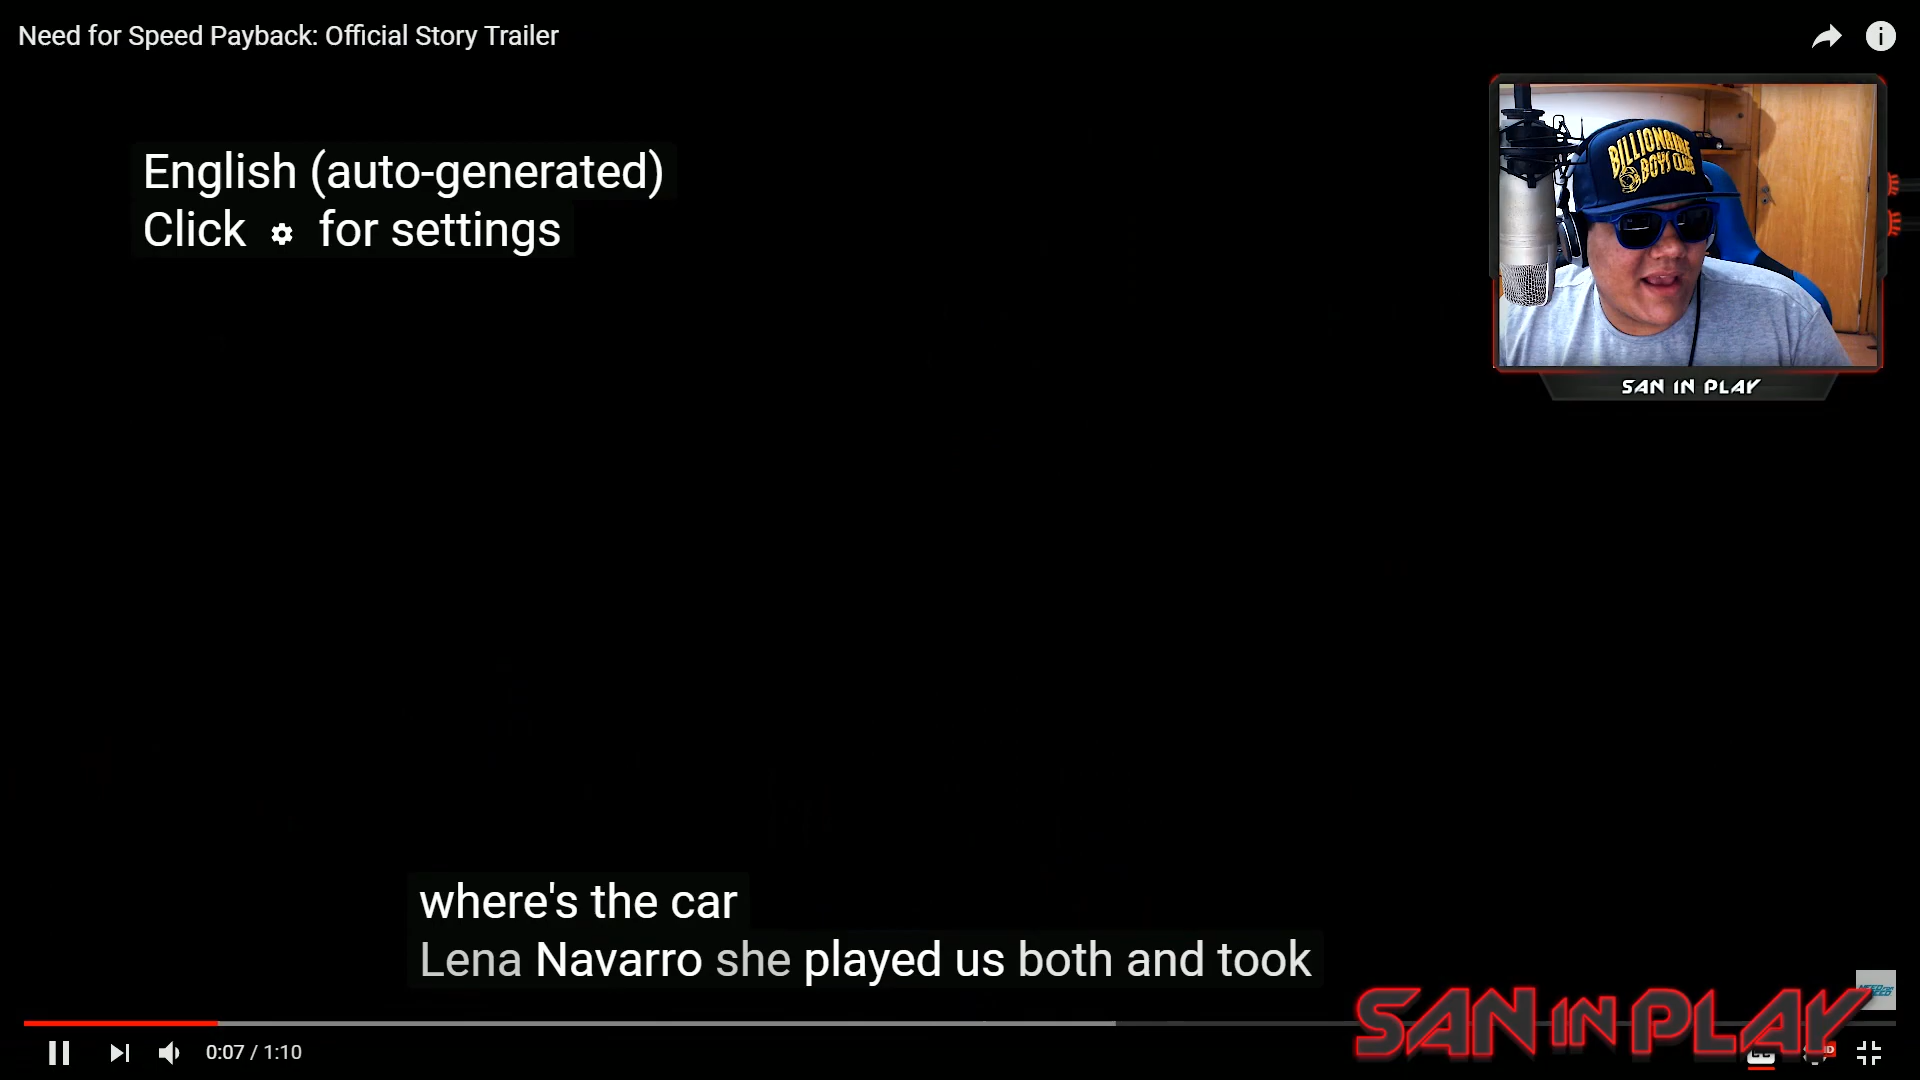 Need for Speed Payback: Official Story Trailer
English (auto-generated)
Click for settings
BILLIONAIRE
BOYS CLUB
SAN IN PLAY
where's the car
Lena Navarro she played us both and took
SAN IN PLAY
0:07 / 1:10